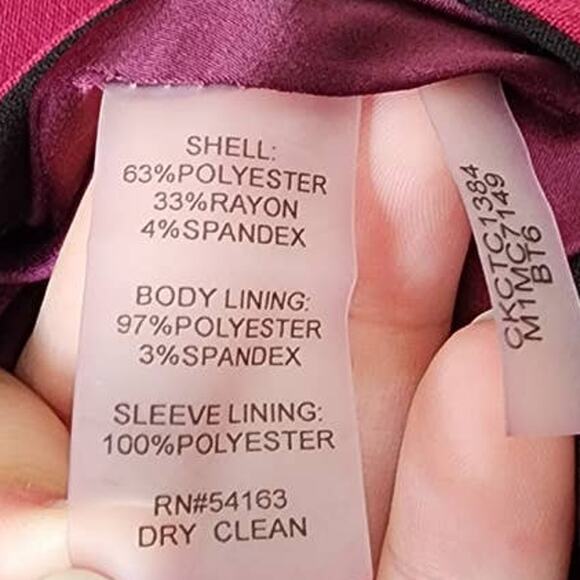 SHELL:
63%POLYESTER
33%RAYON
4%SPANDEX
BODY LINING:
97%POLYESTER
3%SPANDEX
SLEEVE LINING:
100%POLYESTER
RN#54163
DRY CLEAN
CKCTC1384
M1MC7149
BT6